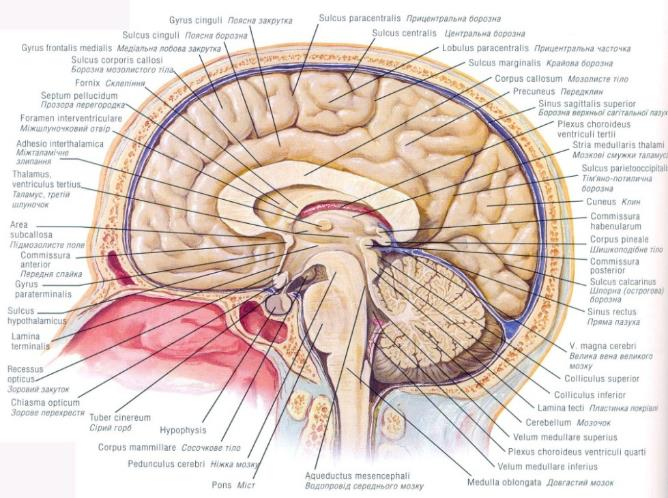 Gyrus cinguli Поясна закрутка
Sulcus cinguli Поясна борозна
Gyrus frontalis medialis Медіальна лобова закрутка
Sulcus corporis callosi
Борозна мозолистого тіла
Fornix Склепіння
Septum pellucidum
Прозора перегородка
Foramen interventriculare
Міжшлуночковий отвір
Adhesio interthalamica
Міжталамічне
злипання
Thalamus,
ventriculus tertius
Таламус, третій
шлуночок
Area
subcallosa
Підмозолисте поле
Commissura
anterior
Передня спайка
Gyrus
paraterminalis
Sulcus
hypothalamicus
Lamina
terminalis
Recessus
opticus
Зоровий закуток
Chiasma opticum
Зорове перехрестя
Tuber cinereum
Сірий горб
Hypophysis
Corpus mammillare Сосочкове тіло
Pedunculus cerebri Ніжка мозку
Pons Міст
Aqueductus mesencephali
Водопровід середнього мозку
Sulcus paracentralis Прицентральна борозна
Sulcus centralis Центральна борозна
Lobulus paracentralis Прицентральна часточка
Sulcus marginalis Крайова борозна
Corpus callosum Мозолисте тіло
Precuneus Передклин
Sinus sagittalis superior
Борозна верхньої сагітальної пазух
Plexus choroideus
ventriculi tertii
Stria medullaris thalami
Мозкові смужки таламус
Sulcus parietooccipitali
Тім'яно-потилична
борозна
Cuneus Клин
Commissura
habenularum
Corpus pineale
Шишкоподібне тіло
Commissura
posterior
Sulcus calcarinus
Шпорна (острогова)
борозна
Sinus rectus
Пряма пазуха
V. magna cerebri
Велика вена великого
мозку
Colliculus superior
Colliculus inferior
Lamina tecti Пластинка покрівлі
Cerebellum Мозочок
Velum medullare superius
Plexus choroideus ventriculi quarti
Velum medullare inferius
Medulla oblongata Довгастий мозок